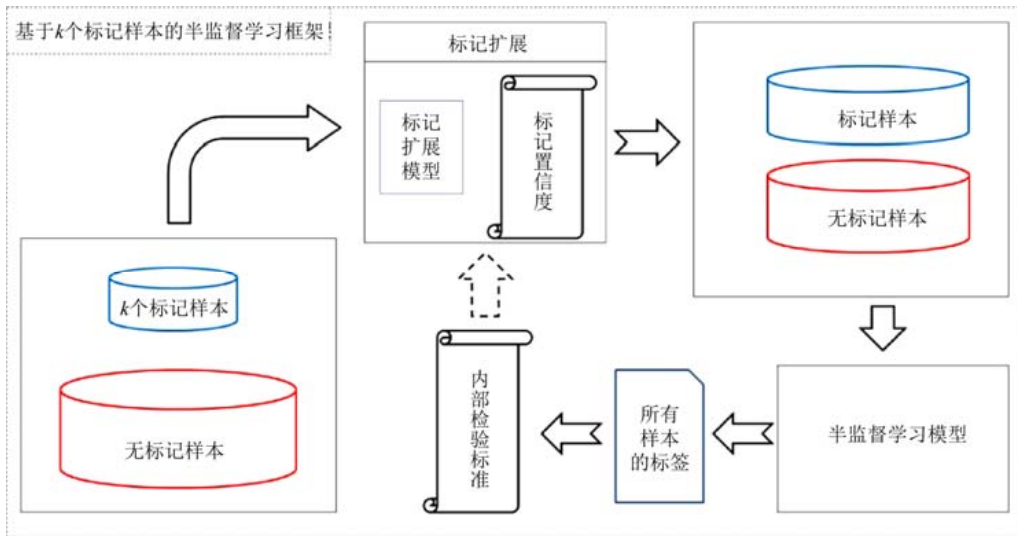 基于k个标记样本的半监督学习框架
标记扩展
标记
扩展
模型
标记置信度
标记样本
无标记样本
k个标记样本
无标记样本
内部检验标准
所有
样本
的标签
半监督学习模型